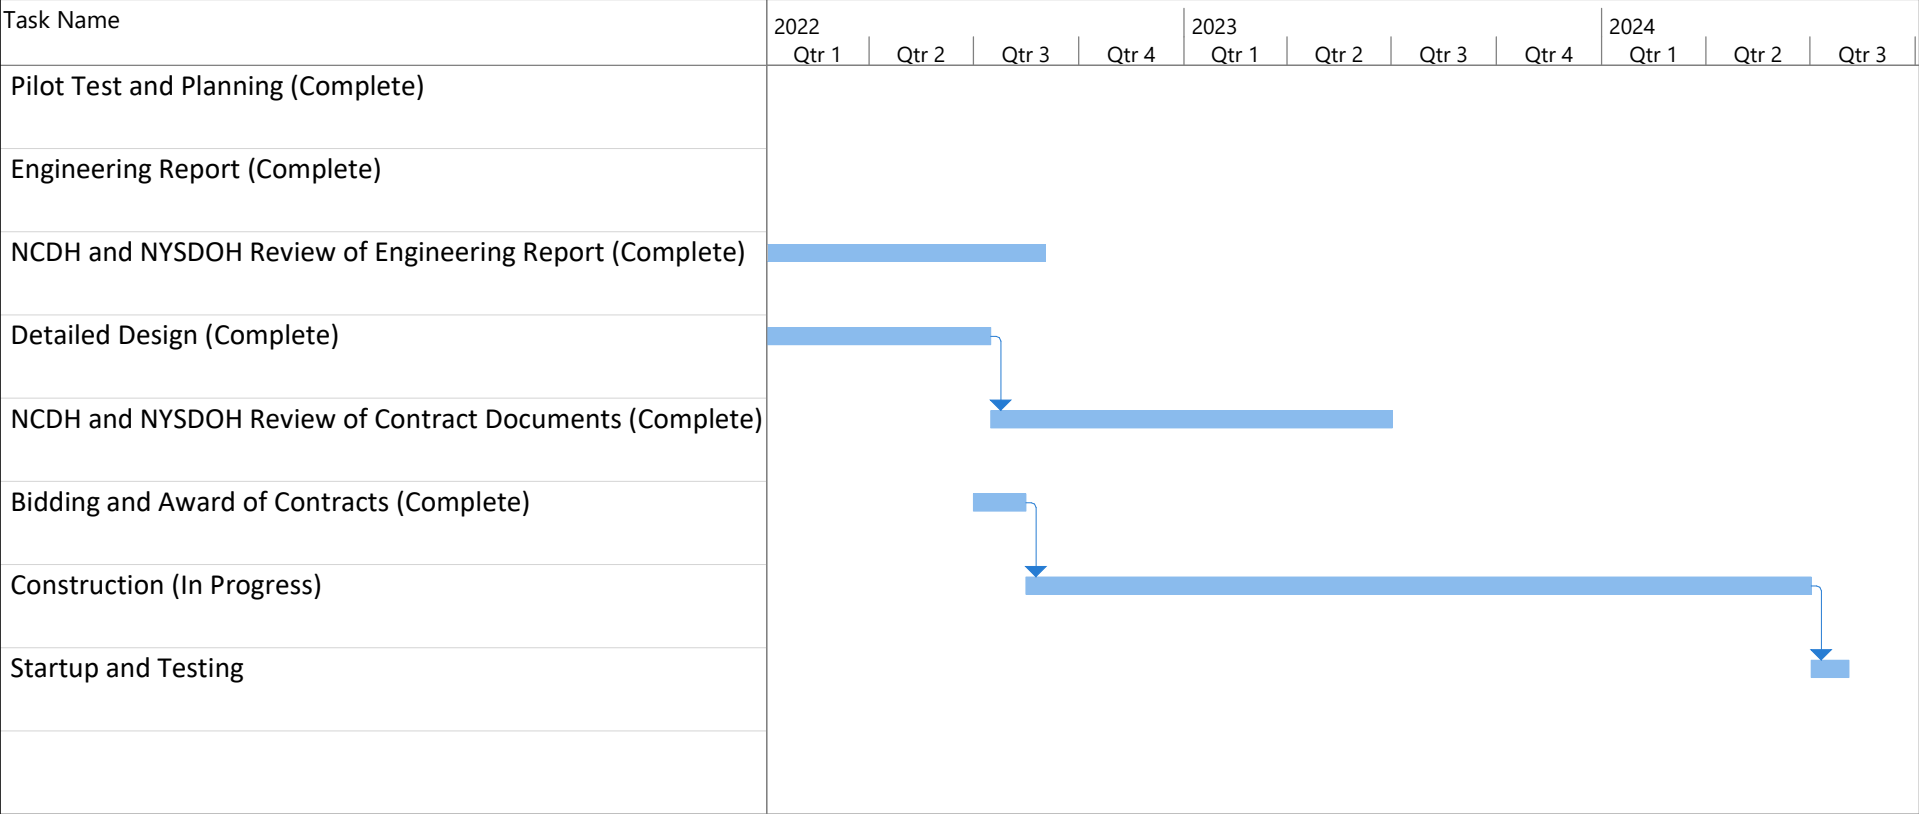 Task Name
2022 2023 2024
Qtr 1 Qtr 2 Qtr 3 Qtr 4 Qtr 1 Qtr 2 Qtr 3 Qtr 4 Qtr 1 Qtr 2 Qtr 3
Pilot Test and Planning (Complete)
Engineering Report (Complete)
NCDH and NYSDOH Review of Engineering Report (Complete)
Detailed Design (Complete)
NCDH and NYSDOH Review of Contract Documents (Complete)
Bidding and Award of Contracts (Complete)
Construction (In Progress)
Startup and Testing